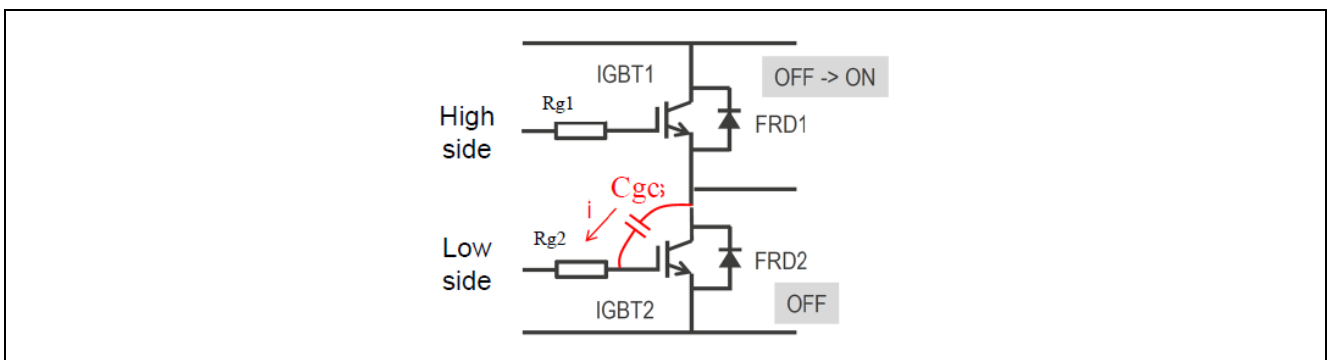 IGBT1
OFF -> ON
Rg1
High
side
FRD1
Cgc
i
Rg2
Low
side
FRD2
IGBT2
OFF